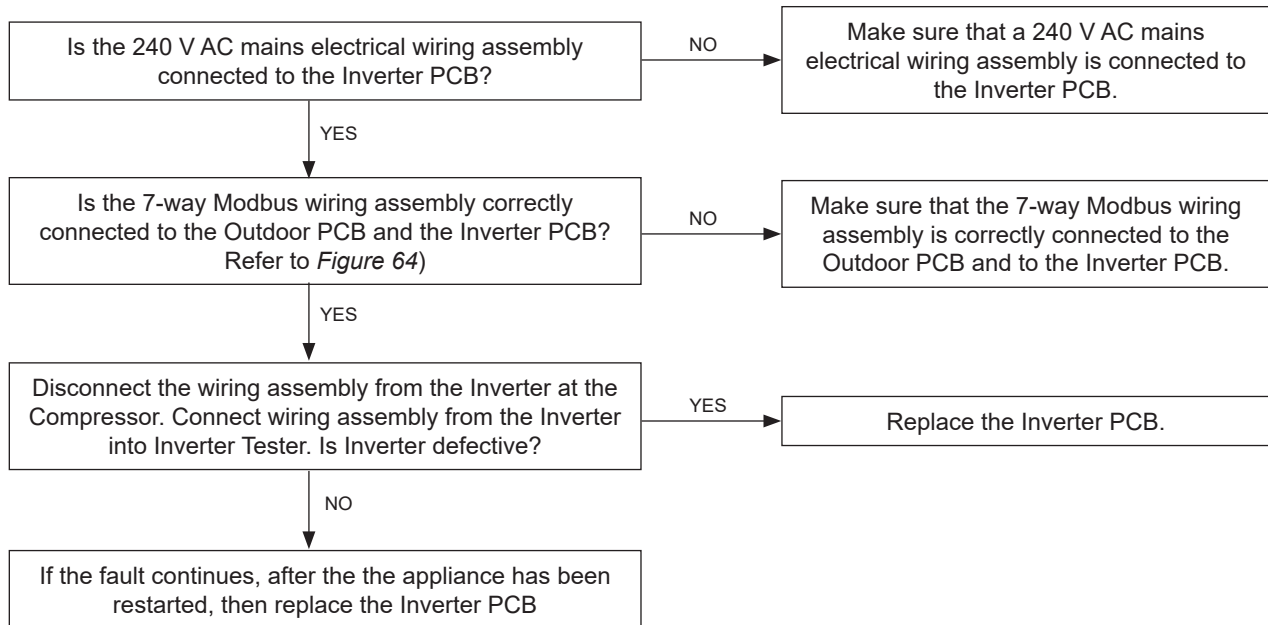 Is the 240 V AC mains electrical wiring assembly
connected to the Inverter PCB?
NO
Make sure that a 240 V AC mains
electrical wiring assembly is connected to
the Inverter PCB.
YES
Is the 7-way Modbus wiring assembly correctly
connected to the Outdoor PCB and the Inverter PCB?
Refer to Figure 64)
NO
Make sure that the 7-way Modbus wiring
assembly is correctly connected to the
Outdoor PCB and to the Inverter PCB.
YES
Disconnect the wiring assembly from the Inverter at the
Compressor. Connect wiring assembly from the Inverter
into Inverter Tester. Is Inverter defective?
YES
Replace the Inverter PCB.
NO
If the fault continues, after the the appliance has been
restarted, then replace the Inverter PCB